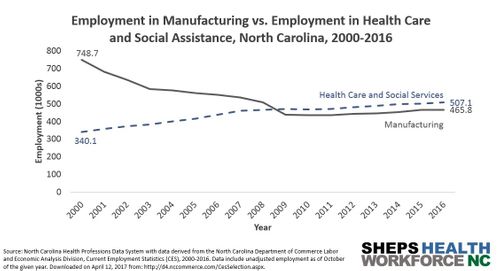 Employment in Manufacturing vs. Employment in Health Care
and Social Assistance, North Carolina, 2000-2016
800
700
600
500
400
300
200
100
0
Employment (1000s)
748.7
340.1
Health Care and Social Services
507.1
465.8
Manufacturing
2000 2001 2002 2003 2004 2005 2006 2007 2008 2009 2010 2011 2012 2013 2014 2015 2016
Year
Source: North Carolina Health Professions Data System with data derived from the North Carolina Department of Commerce Labor
and Economic Analysis Division, Current Employment Statistics (CES), 2000-2016. Data include unadjusted employment as of October
of the given year. Downloaded on April 12, 2017 from: http://d4.nccommerce.com/CesSelection.aspx.
SHEPS HEALTH
WORKFORCE NC